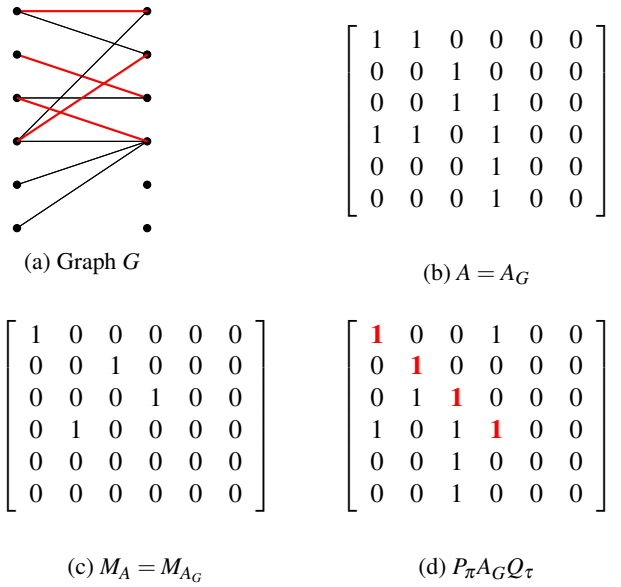 1 1 0 0 0 0
0 0 1 0 0 0
0 0 1 1 0 0
1 1 0 1 0 0
0 0 0 1 0 0
0 0 0 1 0 0
(a) Graph G
(b) A = A_G
1 0 0 0 0 0
0 0 1 0 0 0
0 0 0 1 0 0
0 1 0 0 0 0
0 0 0 0 0 0
0 0 0 0 0 0
1 0 0 1 0 0
0 1 0 0 0 0
0 1 1 0 0 0
1 0 1 1 0 0
0 0 1 0 0 0
0 0 1 0 0 0
(c) M_A = M_{A_G}
(d) P_π A_G Q_τ